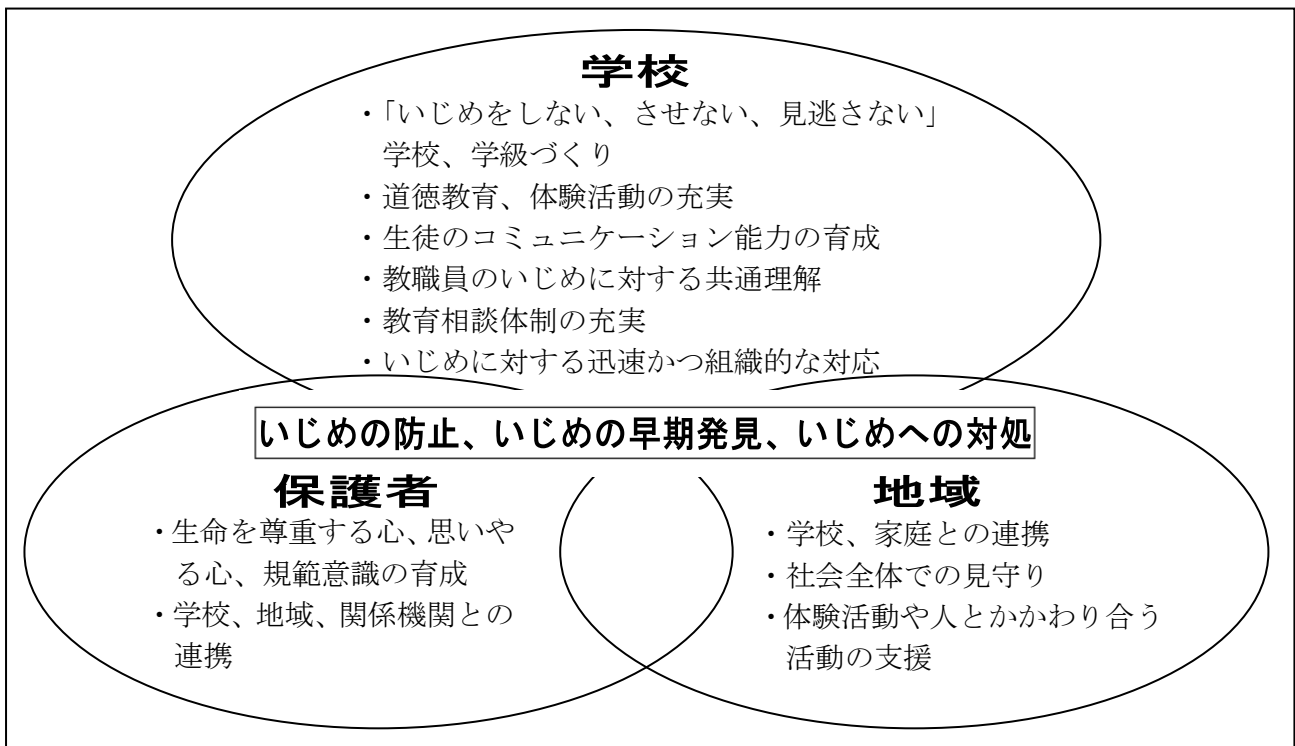 学校
・「いじめをしない、させない、見逃さない」
学校、学級づくり
・道徳教育、体験活動の充実
・生徒のコミュニケーション能力の育成
・教職員のいじめに対する共通理解
・教育相談体制の充実
・いじめに対する迅速かつ組織的な対応
いじめの防止、いじめの早期発見、いじめへの対処
保護者
・生命を尊重する心、思いや
る心、規範意識の育成
・学校、地域、関係機関との
連携
地域
・学校、家庭との連携
・社会全体での見守り
・体験活動や人とかかわり合う
活動の支援